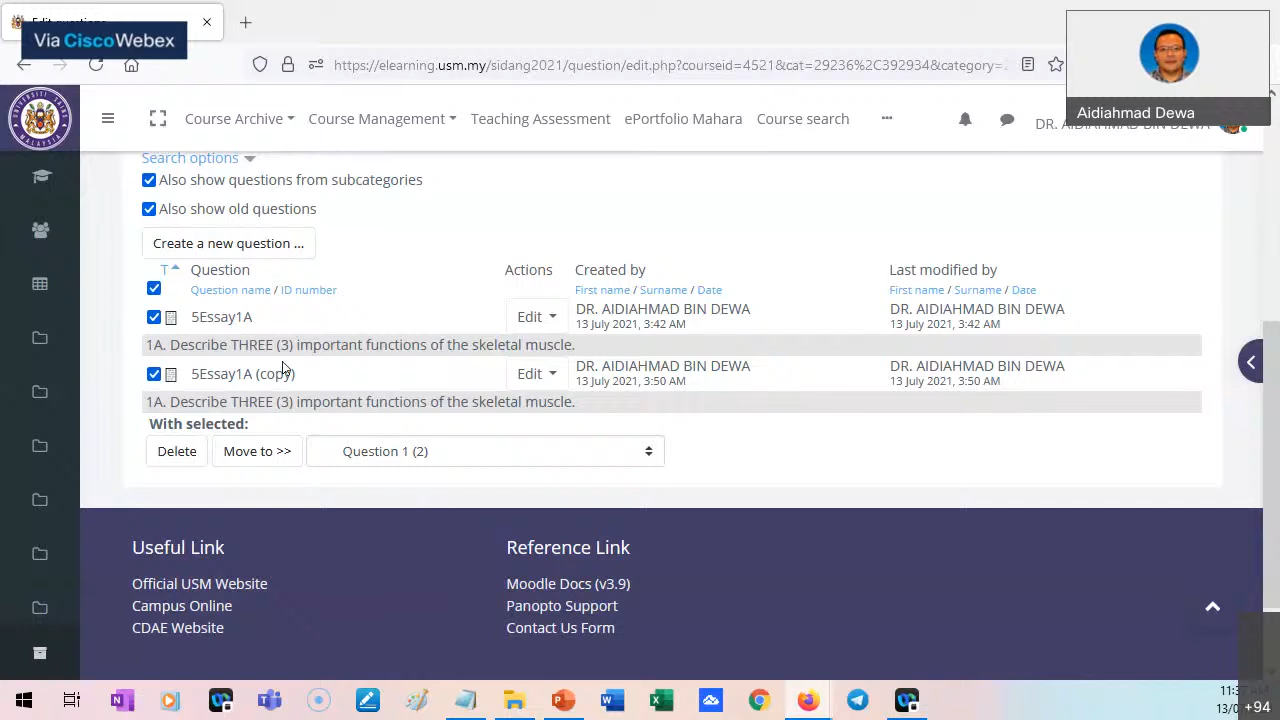 Edit questions
Via CiscoWebex
https://elearning.usm.my/sidang2021/question/edit.php?courseid=4521&cat=29236%2C392934&category=
Aidiahmad Dewa
UNIVERSITI SAINS MALAYSIA
Course Archive
Course Management
Teaching Assessment
ePortfolio Mahara
Course search
DR. AIDIAHMAD BIN DEWA
Search options
Also show questions from subcategories
Also show old questions
Create a new question ...
T Question Actions Created by Last modified by
Question name / ID number First name / Surname / Date First name / Surname / Date
5Essay1A Edit DR. AIDIAHMAD BIN DEWA DR. AIDIAHMAD BIN DEWA
13 July 2021, 3:42 AM 13 July 2021, 3:42 AM
1A. Describe THREE (3) important functions of the skeletal muscle.
5Essay1A (copy) Edit DR. AIDIAHMAD BIN DEWA DR. AIDIAHMAD BIN DEWA
13 July 2021, 3:50 AM 13 July 2021, 3:50 AM
1A. Describe THREE (3) important functions of the skeletal muscle.
With selected:
Delete Move to >> Question 1 (2)
Useful Link Reference Link
Official USM Website Moodle Docs (v3.9)
Campus Online Panopto Support
CDAE Website Contact Us Form
+94